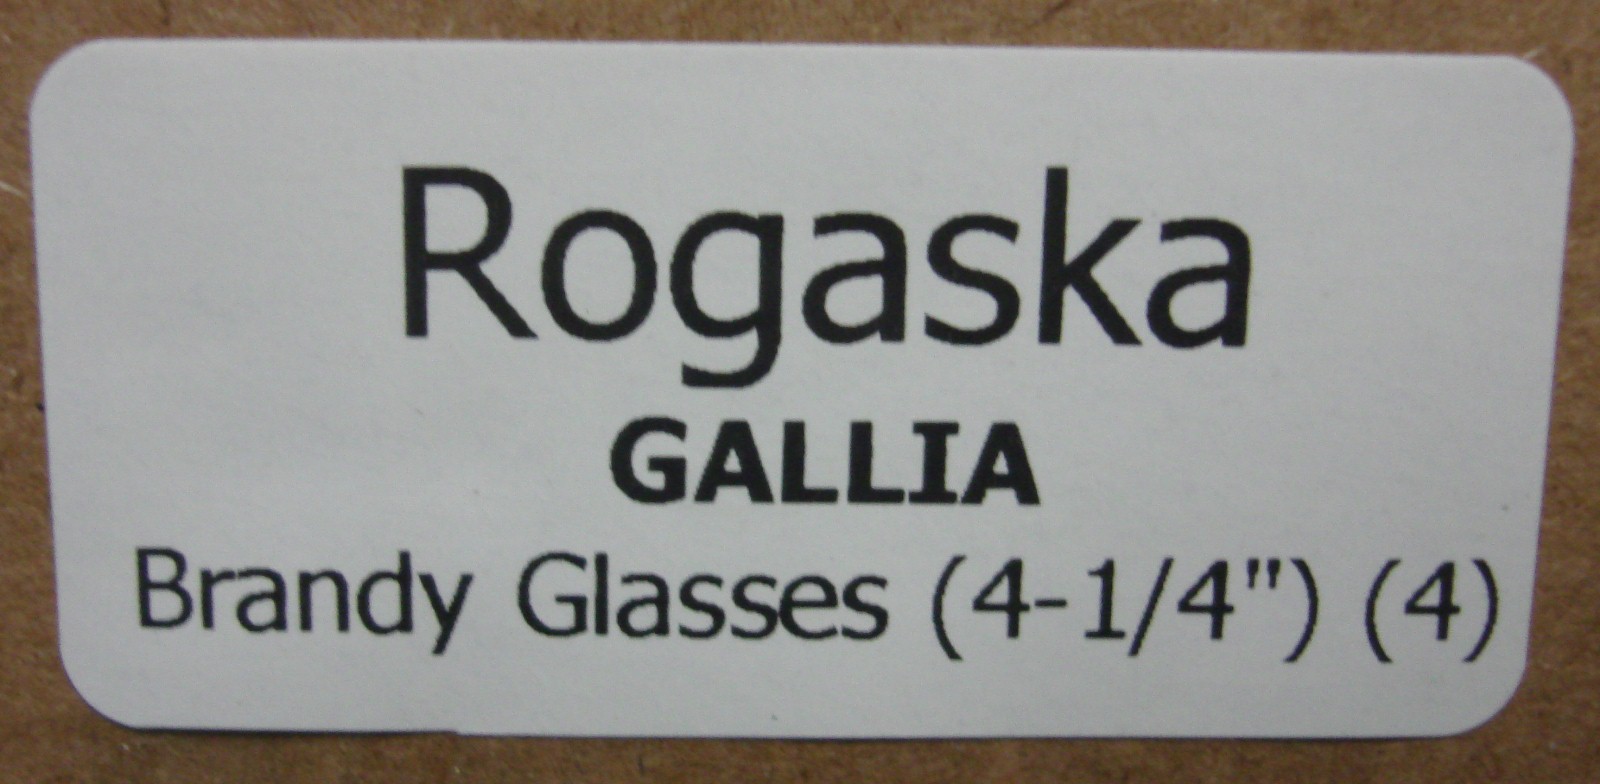 Rogaska
GALLIA
Brandy Glasses (4-1/4") (4)